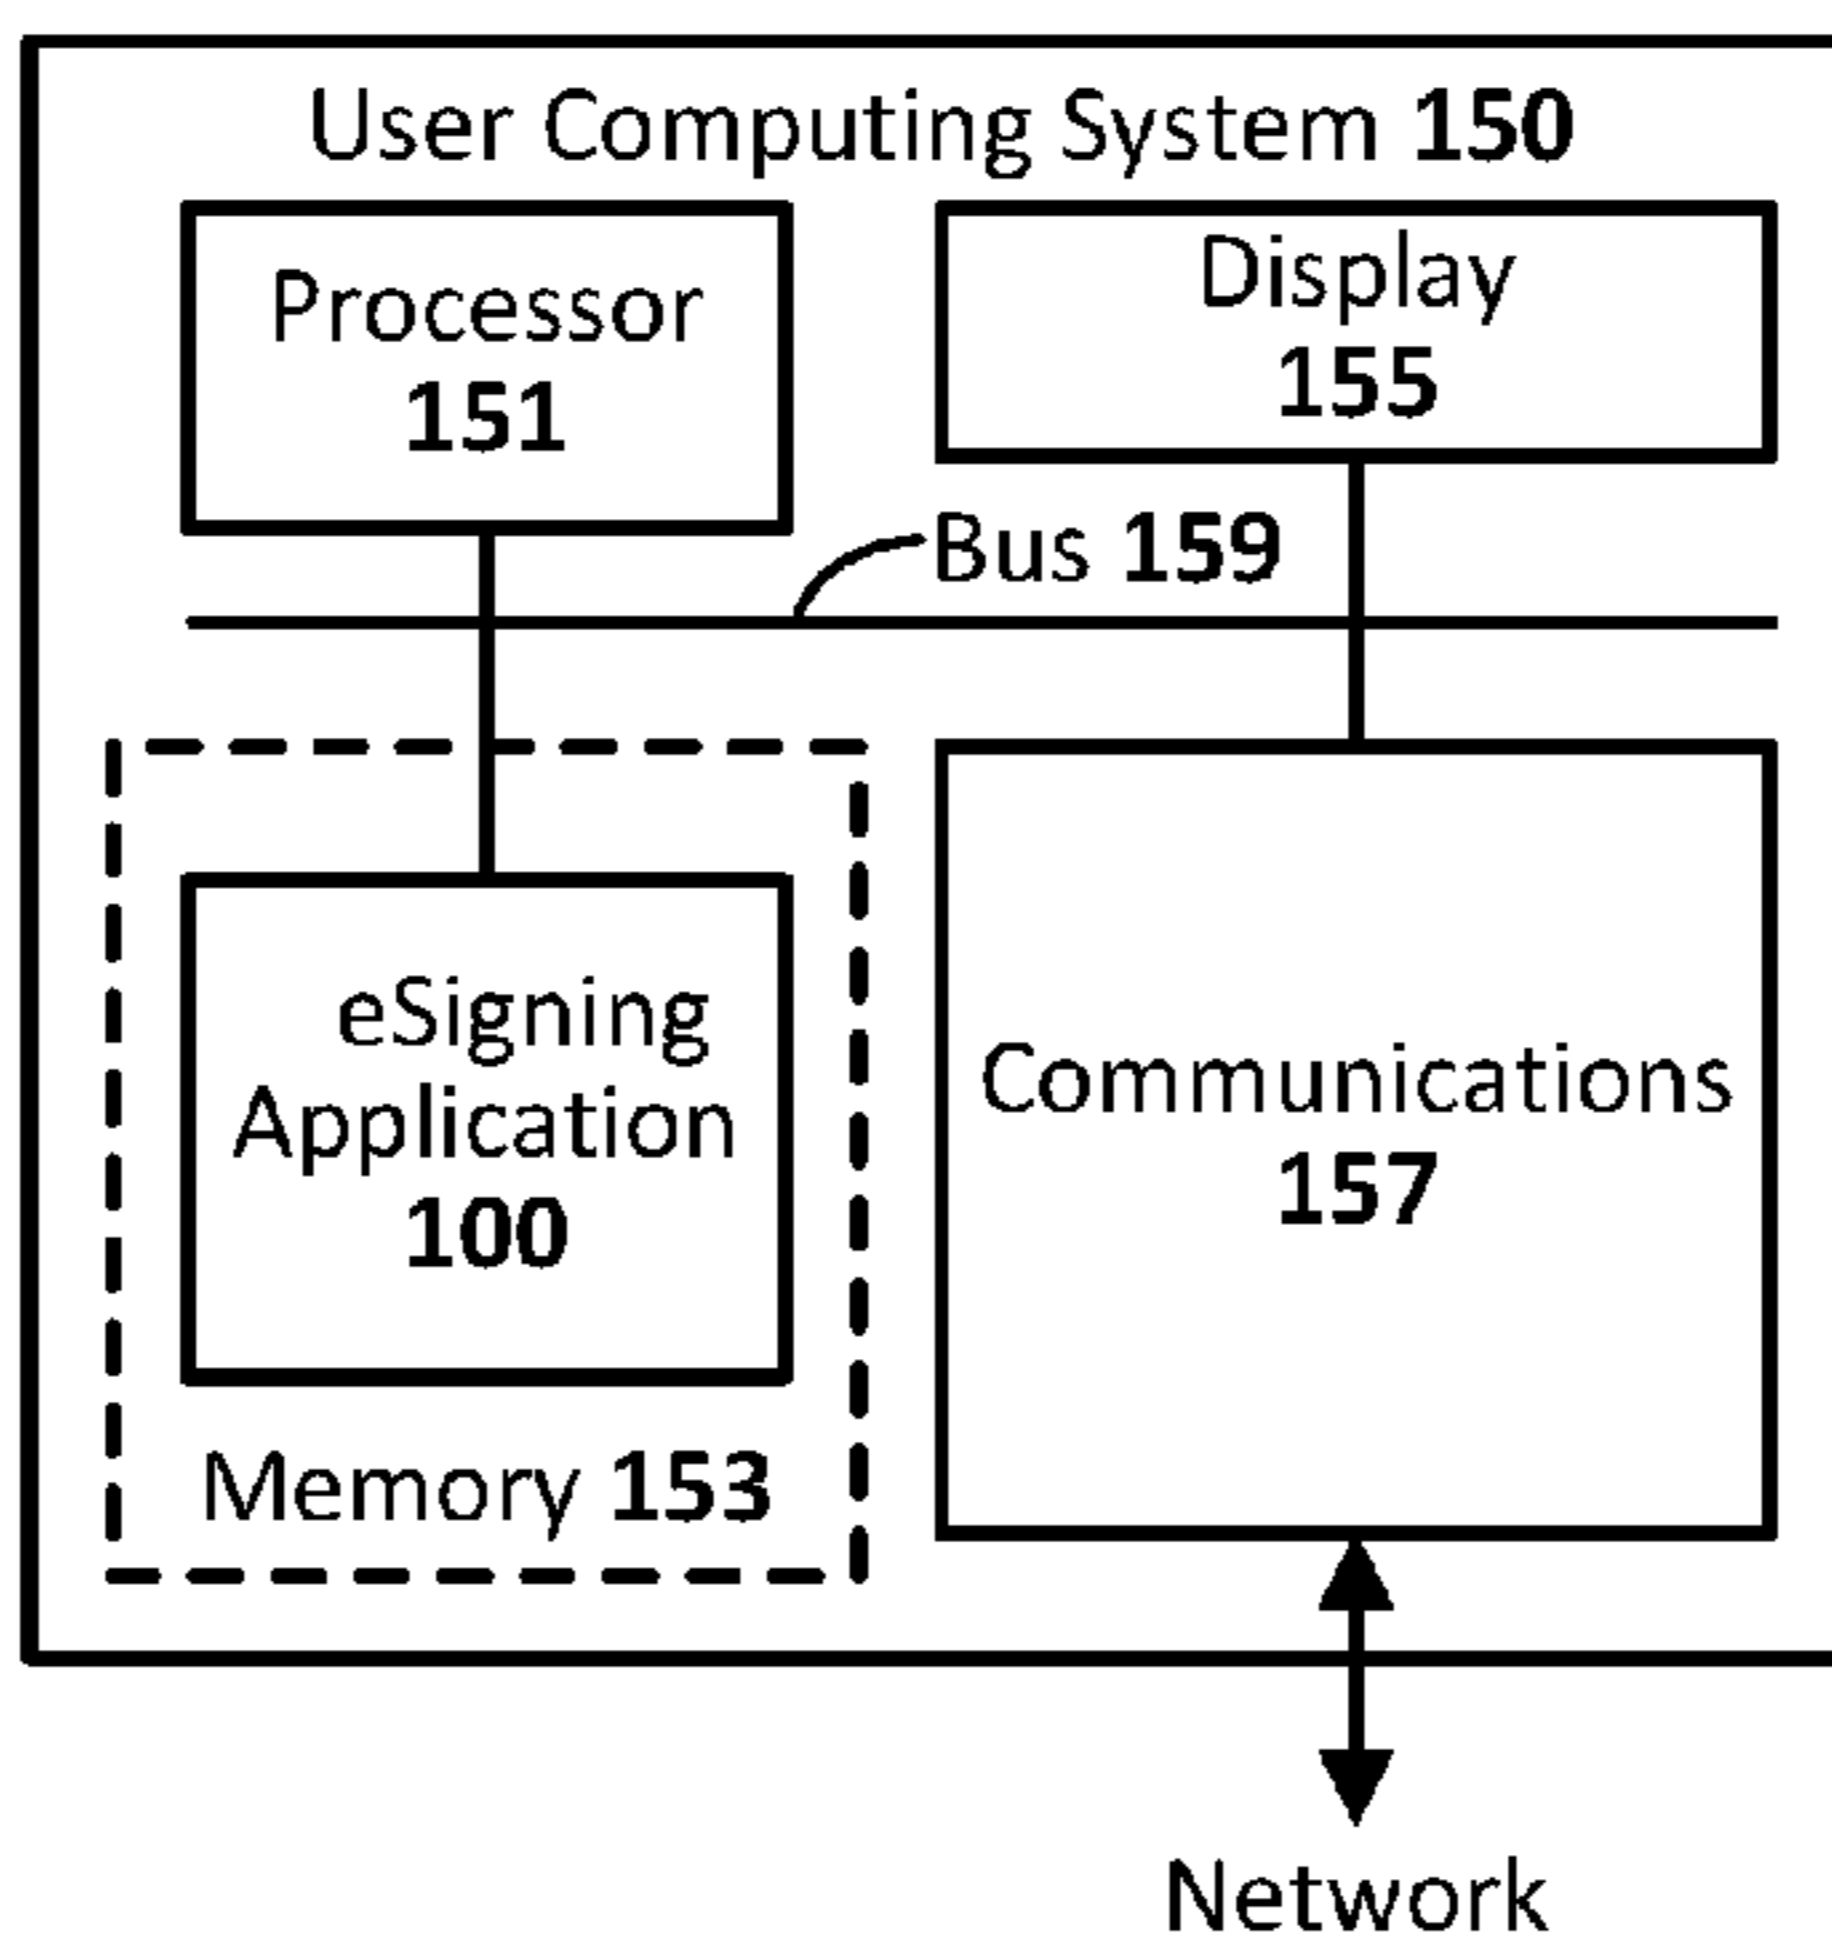 User Computing System 150
Processor
151
Display
155
Bus 159
eSigning
Application
100
Memory 153
Communications
157
Network